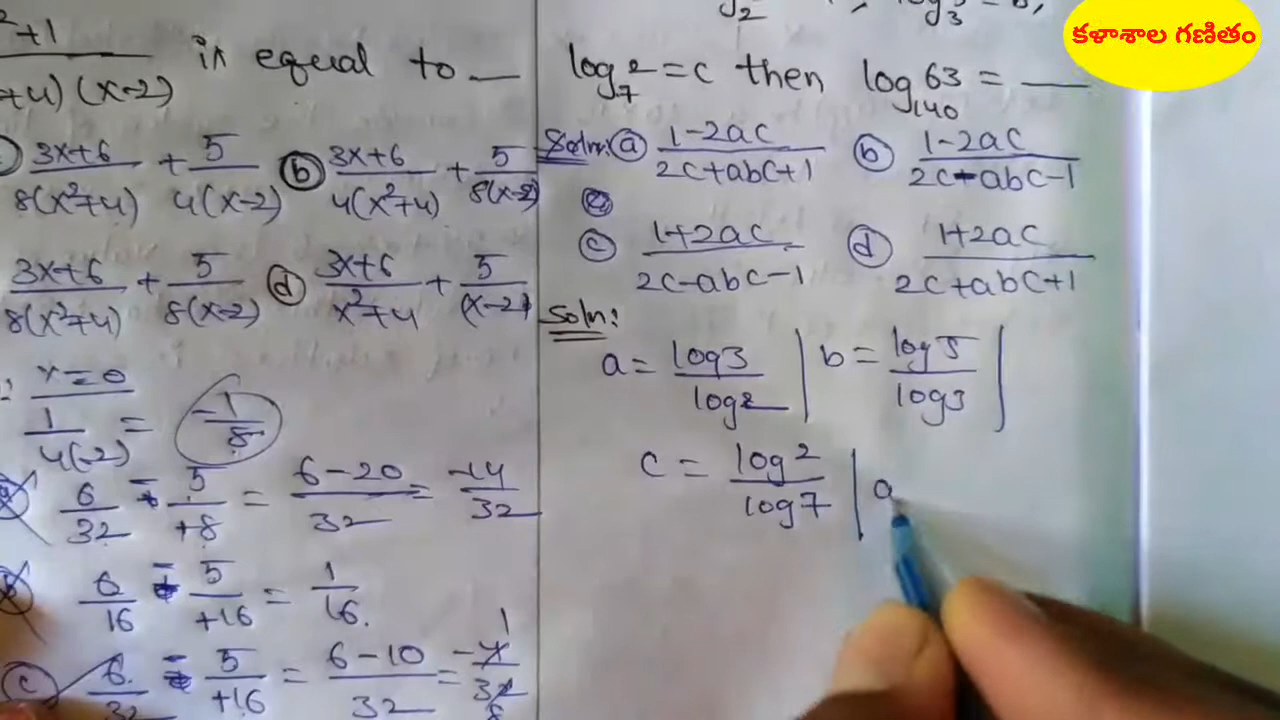 ²+1
+4)(x-2) is equal to __
3x+6/8(x²+4) + 5/4(x-2) (b) 3x+6/4(x²+4) + 5/8(x-2)
3x+6/8(x²+4) + 5/8(x-2) (d) 3x+6/x²+4 + 5/(x-2)
x=0
1/4(-2) = -1/8
6/32 - 5/+8 = 6-20/32 = -14/32
6/16 - 5/+16 = 1/16.
(c) 6/32 - 5/+16 = 6-10/32 =
కళాశాల గణితం
log₇2 = c then log₁₄₀63 = __
Soln: (a) 1-2ac/2c+abc+1 (b) 1-2ac/2c-abc-1
(c) 1+2ac/2c-abc-1 (d) 1+2ac/2c+abc+1
Soln:
a = log3/log2 | b = log5/log3 |
c = log2/log7 | a